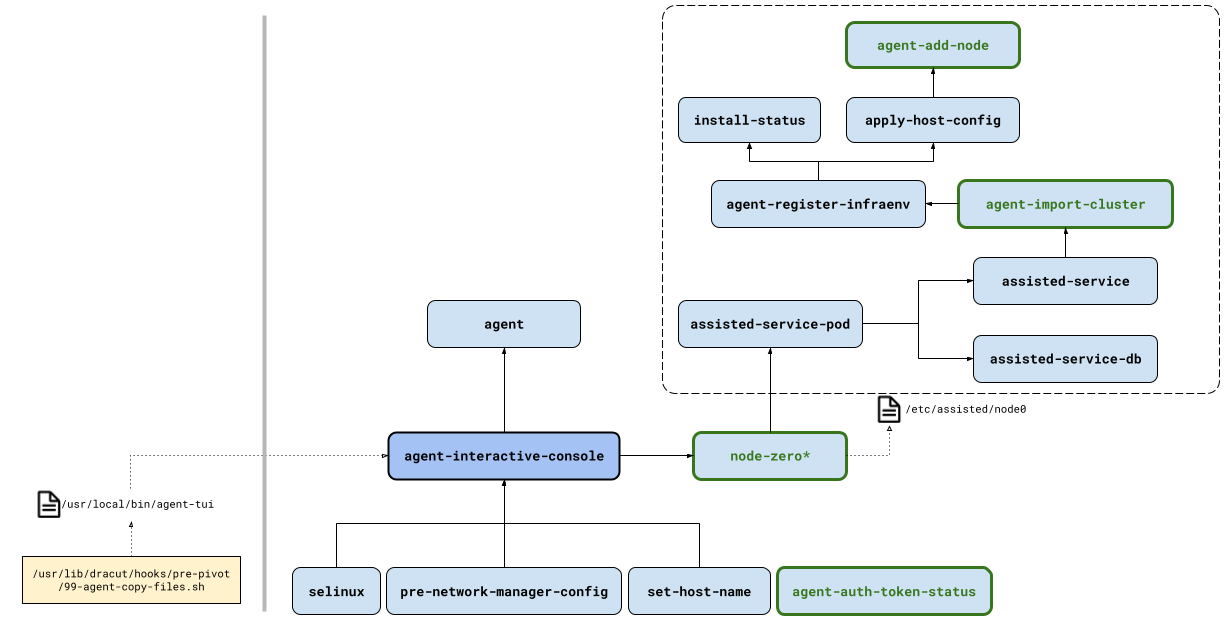 agent-add-node
install-status
apply-host-config
agent-register-infraenv
agent-import-cluster
assisted-service
agent
assisted-service-pod
assisted-service-db
/etc/assisted/node0
agent-interactive-console
node-zero*
/usr/local/bin/agent-tui
/usr/lib/dracut/hooks/pre-pivot
/99-agent-copy-files.sh
selinux
pre-network-manager-config
set-host-name
agent-auth-token-status